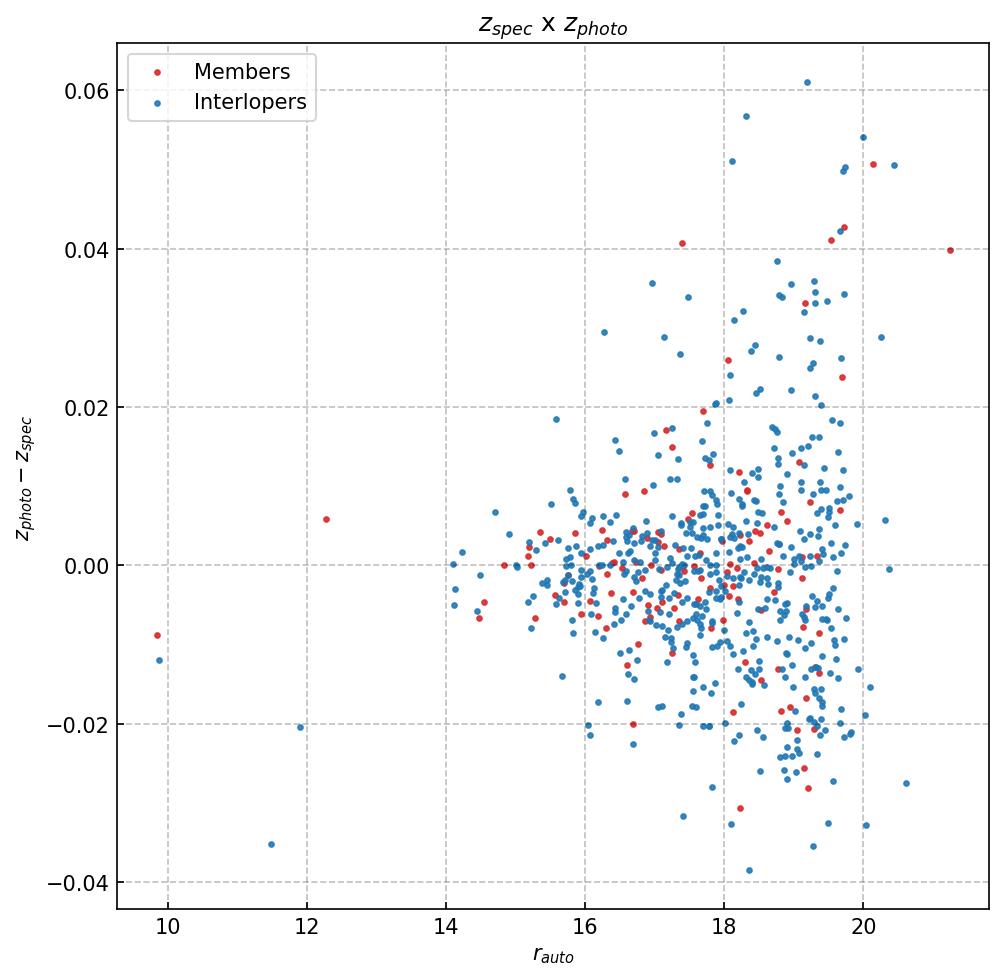 z_spec x z_photo
Members
Interlopers
0.06
0.04
0.02
0.00
−0.02
−0.04
z_photo − z_spec
10 12 14 16 18 20
r_auto